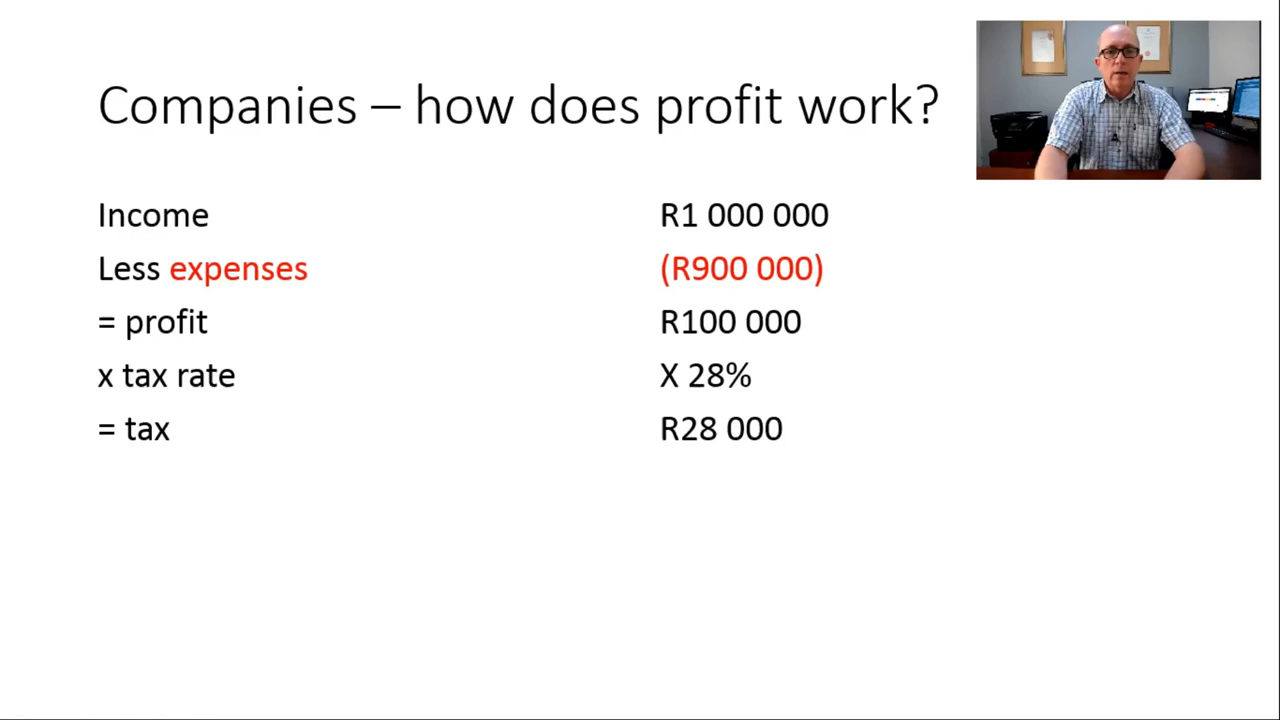 Companies – how does profit work?
Income R1 000 000
Less expenses (R900 000)
= profit R100 000
x tax rate X 28%
= tax R28 000